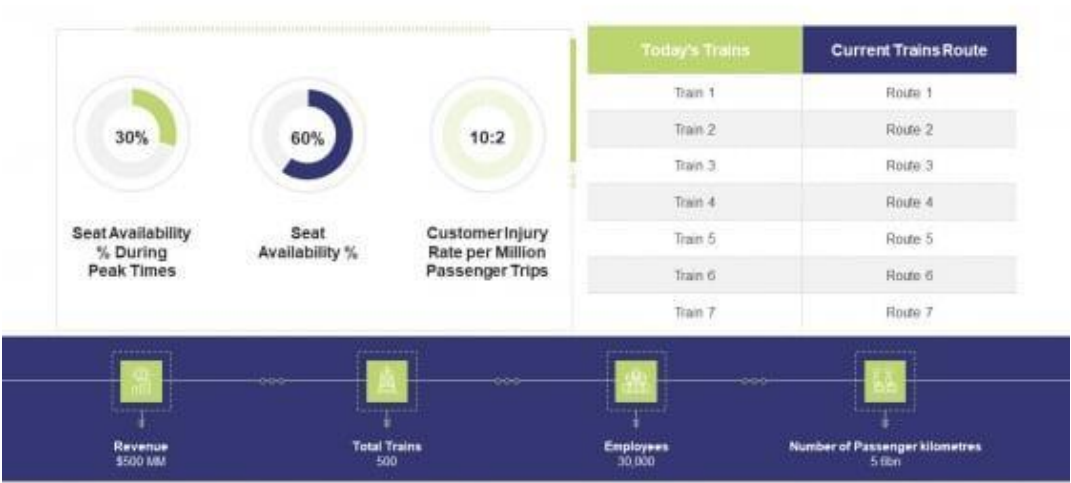 30%
60%
10:2
Seat Availability
% During
Peak Times
Seat
Availability %
Customer Injury
Rate per Million
Passenger Trips
Today's Trains Current Trains Route
Train 1 Route 1
Train 2 Route 2
Train 3 Route 3
Train 4 Route 4
Train 5 Route 5
Train 6 Route 6
Train 7 Route 7
Revenue
$500 MM
Total Trains
500
Employees
30,000
Number of Passenger kilometres
5.6bn